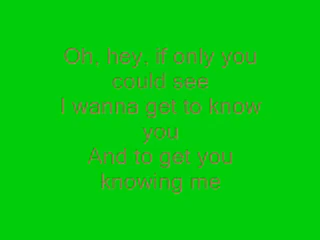 Oh, hey, if only you
could see
I wanna get to know
you
And to get you
knowing me